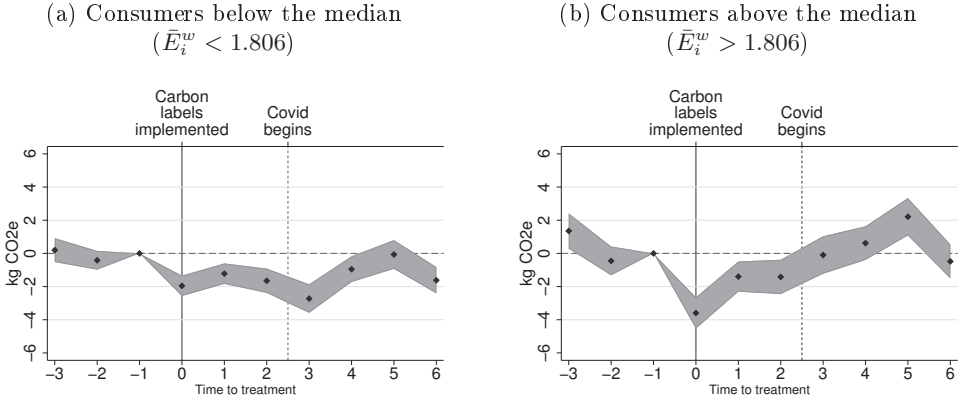 (a) Consumers below the median
(Ē_i^w < 1.806)
Carbon
labels
implemented
Covid
begins
6
4
2
0
−2
−4
−6
kg CO2e
−3 −2 −1 0 1 2 3 4 5 6
Time to treatment
(b) Consumers above the median
(Ē_i^w > 1.806)
Carbon
labels
implemented
Covid
begins
6
4
2
0
−2
−4
−6
kg CO2e
−3 −2 −1 0 1 2 3 4 5 6
Time to treatment